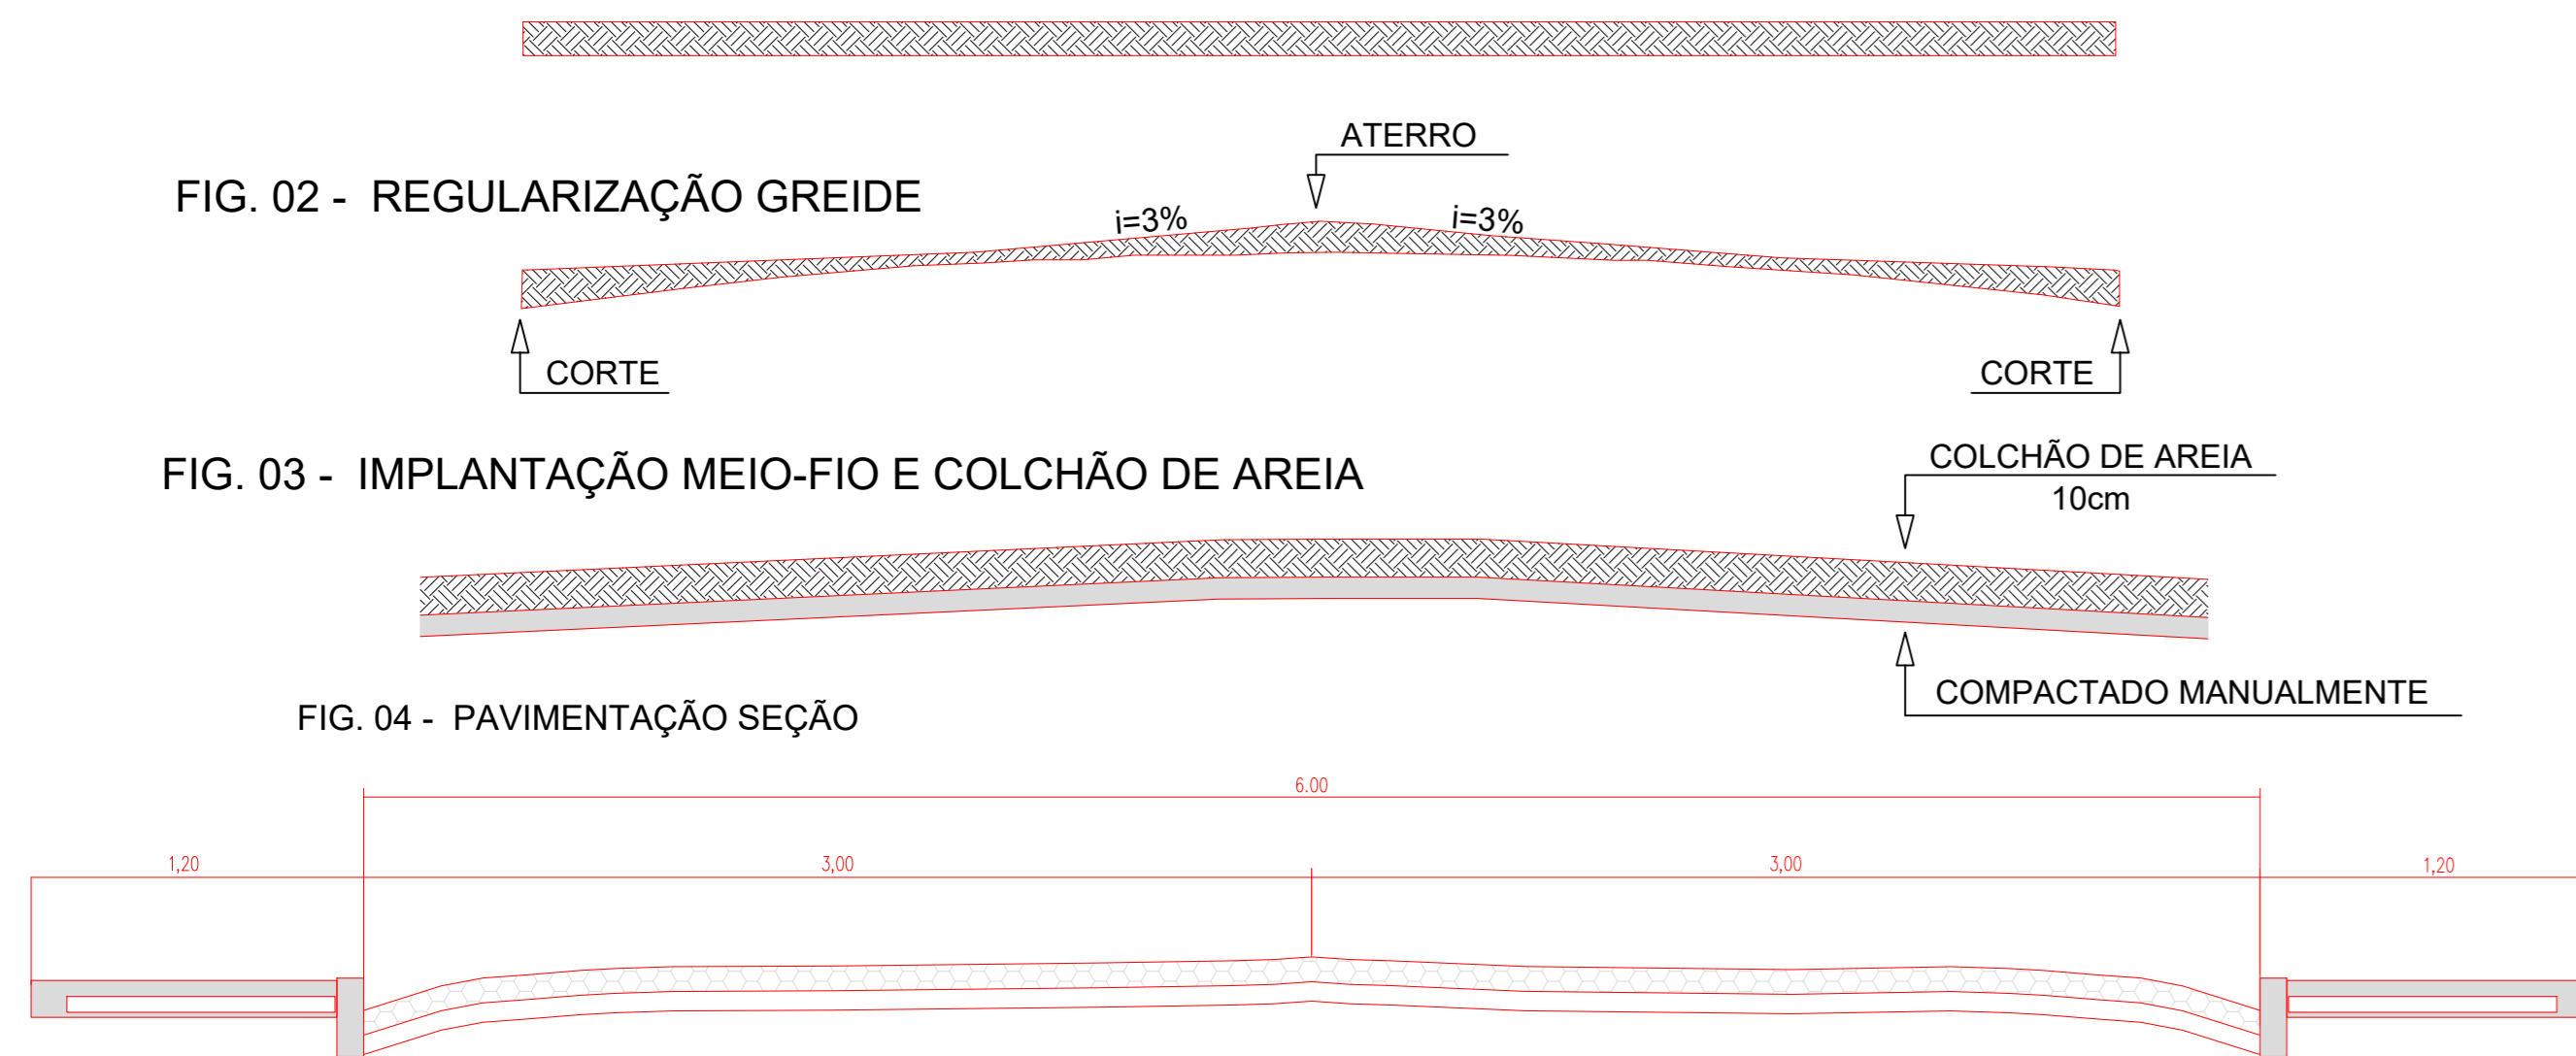 ATERRO
FIG. 02 - REGULARIZAÇÃO GREIDE
i=3%
i=3%
CORTE
CORTE
FIG. 03 - IMPLANTAÇÃO MEIO-FIO E COLCHÃO DE AREIA
COLCHÃO DE AREIA
10cm
COMPACTADO MANUALMENTE
FIG. 04 - PAVIMENTAÇÃO SEÇÃO
6.00
1,20
3,00
3,00
1,20